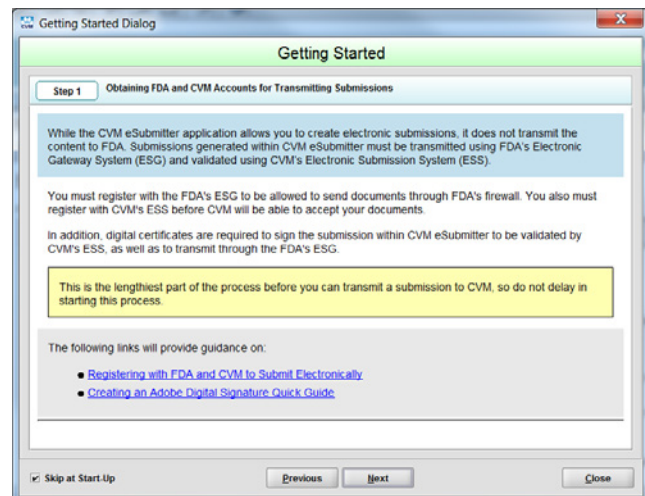 Getting Started Dialog
Getting Started
Step 1
Obtaining FDA and CVM Accounts for Transmitting Submissions
While the CVM eSubmitter application allows you to create electronic submissions, it does not transmit the
content to FDA. Submissions generated within CVM eSubmitter must be transmitted using FDA's Electronic
Gateway System (ESG) and validated using CVM's Electronic Submission System (ESS).
You must register with the FDA's ESG to be allowed to send documents through FDA's firewall. You also must
register with CVM's ESS before CVM will be able to accept your documents.
In addition, digital certificates are required to sign the submission within CVM eSubmitter to be validated by
CVM's ESS, as well as to transmit through the FDA's ESG.
This is the lengthiest part of the process before you can transmit a submission to CVM, so do not delay in
starting this process.
The following links will provide guidance on:
Registering with FDA and CVM to Submit Electronically
Creating an Adobe Digital Signature Quick Guide
Skip at Start-Up
Previous
Next
Close